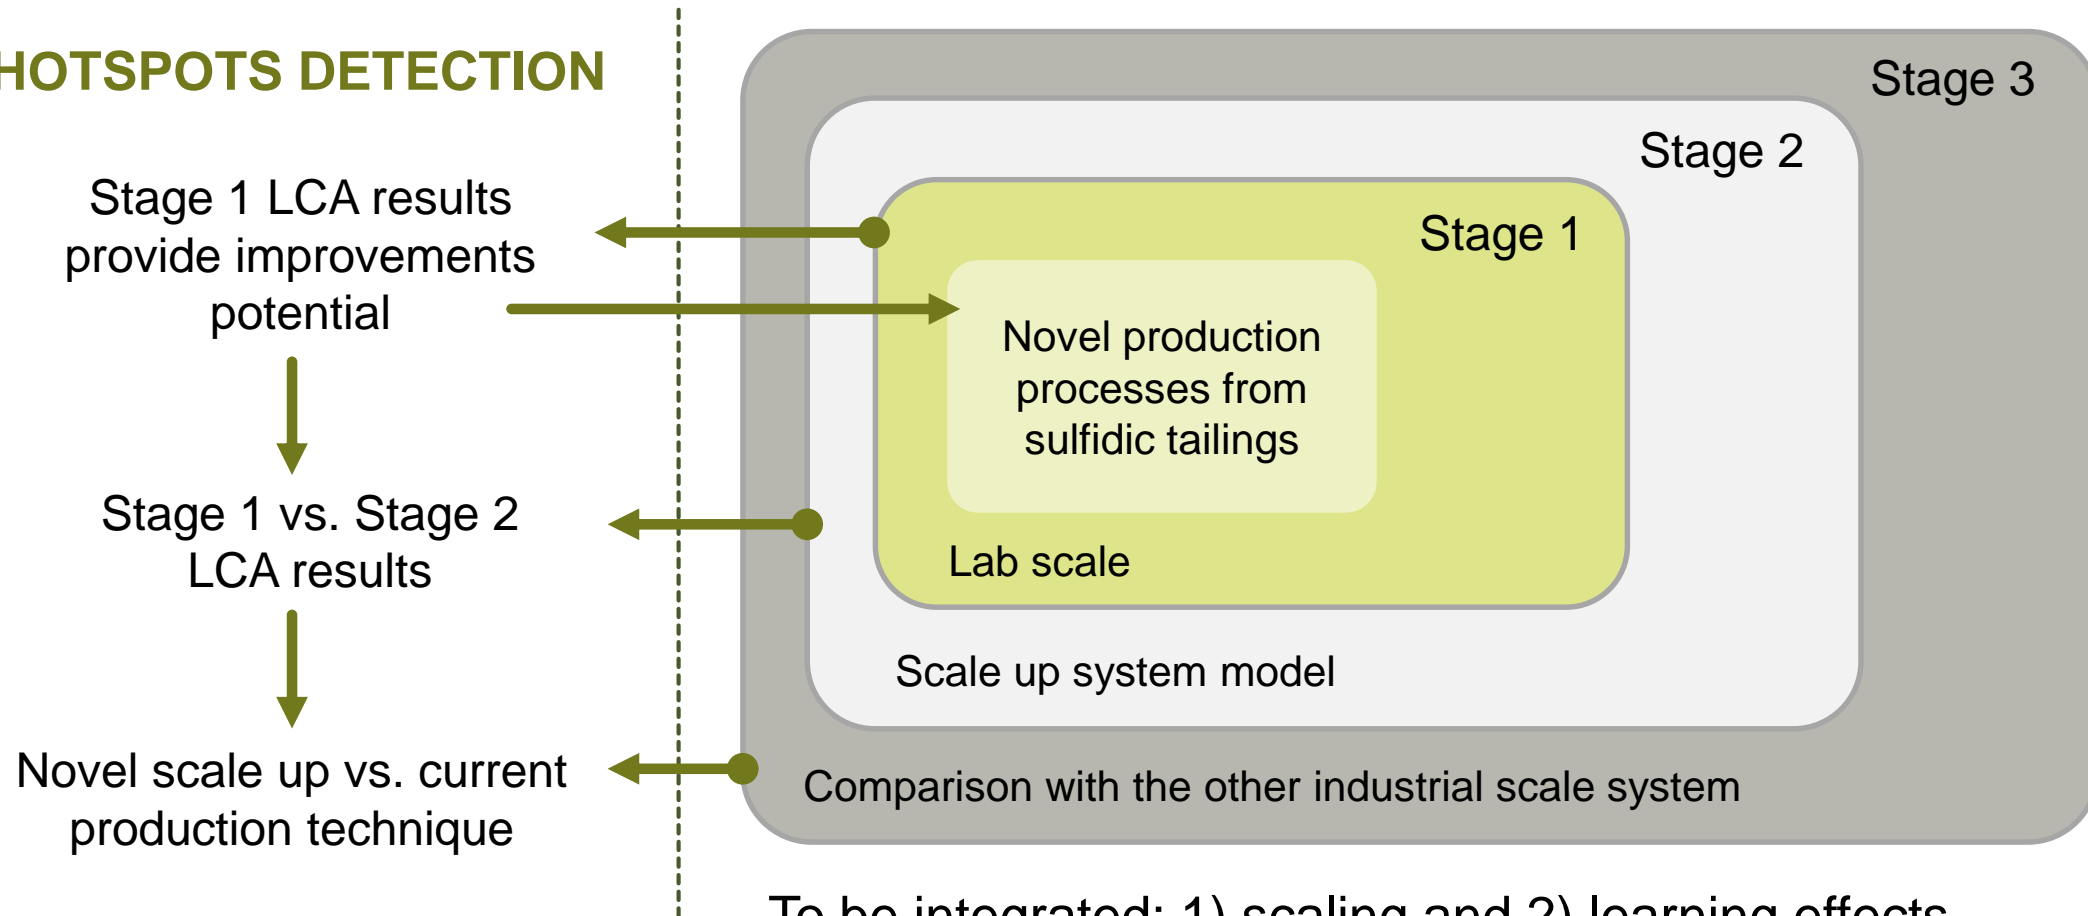 HOTSPOTS DETECTION
Stage 1 LCA results
provide improvements
potential
Stage 1 vs. Stage 2
LCA results
Novel scale up vs. current
production technique
Stage 3
Stage 2
Stage 1
Novel production
processes from
sulfidic tailings
Lab scale
Scale up system model
Comparison with the other industrial scale system
To be integrated: 1) scaling and 2) learning effects